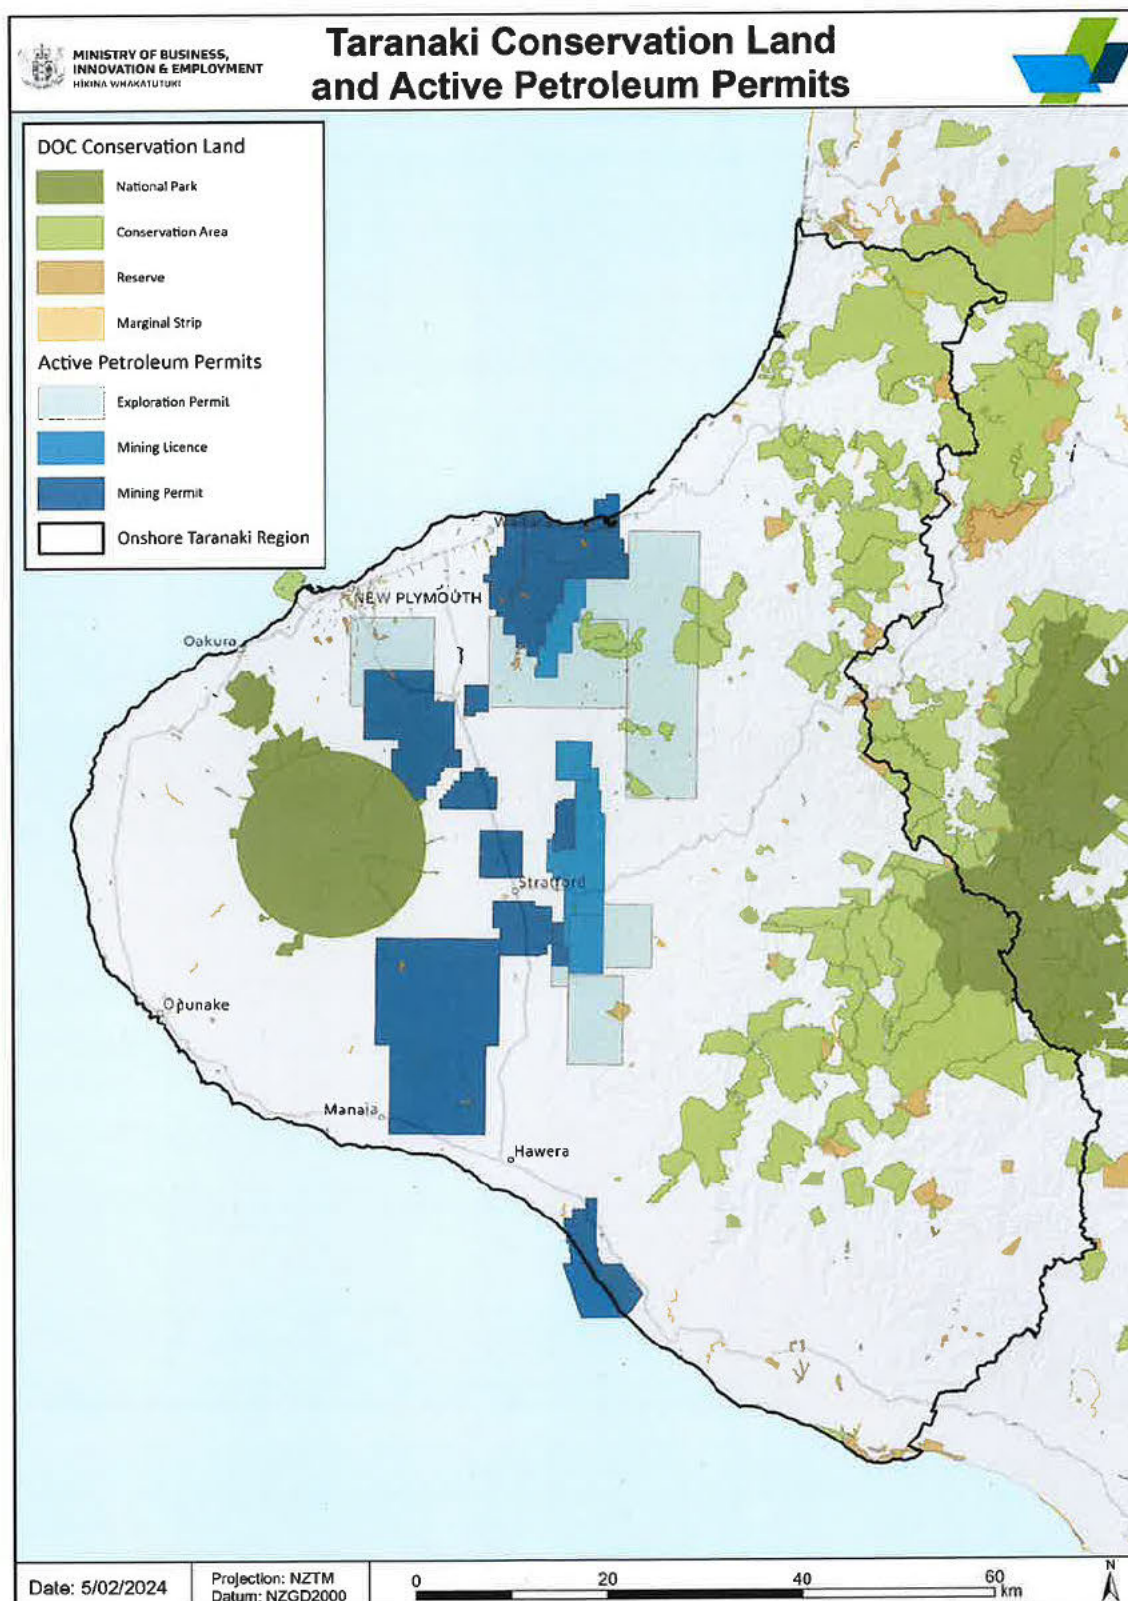 MINISTRY OF BUSINESS,
INNOVATION & EMPLOYMENT
HĪKINA WHAKATUTUKI
Taranaki Conservation Land
and Active Petroleum Permits
DOC Conservation Land
National Park
Conservation Area
Reserve
Marginal Strip
Active Petroleum Permits
Exploration Permit
Mining Licence
Mining Permit
Onshore Taranaki Region
NEW PLYMOUTH
Oakura
Stratford
Opunake
Manaia
Hawera
Date: 5/02/2024
Projection: NZTM
Datum: NZGD2000
0 20 40 60 km
N